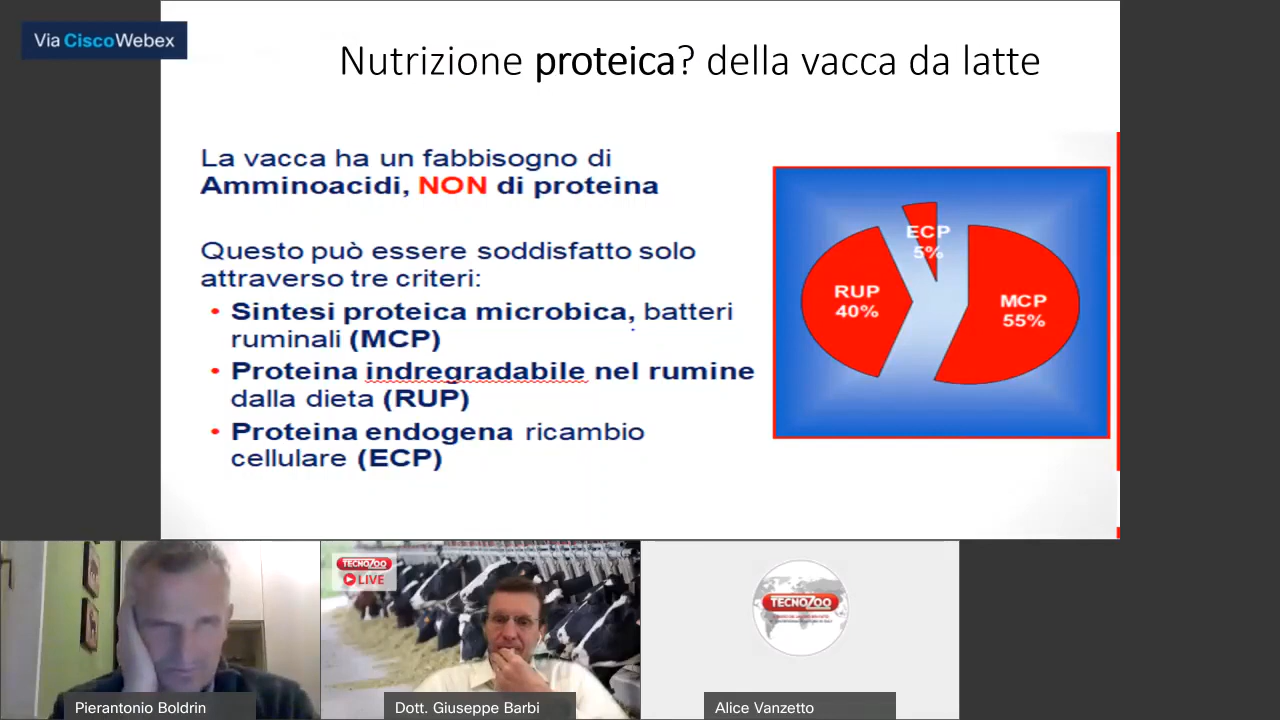 Via CiscoWebex
Nutrizione proteica? della vacca da latte
La vacca ha un fabbisogno di
Amminoacidi, NON di proteina
Questo può essere soddisfatto solo
attraverso tre criteri:
• Sintesi proteica microbica, batteri
ruminali (MCP)
• Proteina indregradabile nel rumine
dalla dieta (RUP)
• Proteina endogena ricambio
cellulare (ECP)
ECP
5%
RUP
40%
MCP
55%
TECNOZOO
LIVE
TECNOZOO
Pierantonio Boldrin
Dott. Giuseppe Barbi
Alice Vanzetto